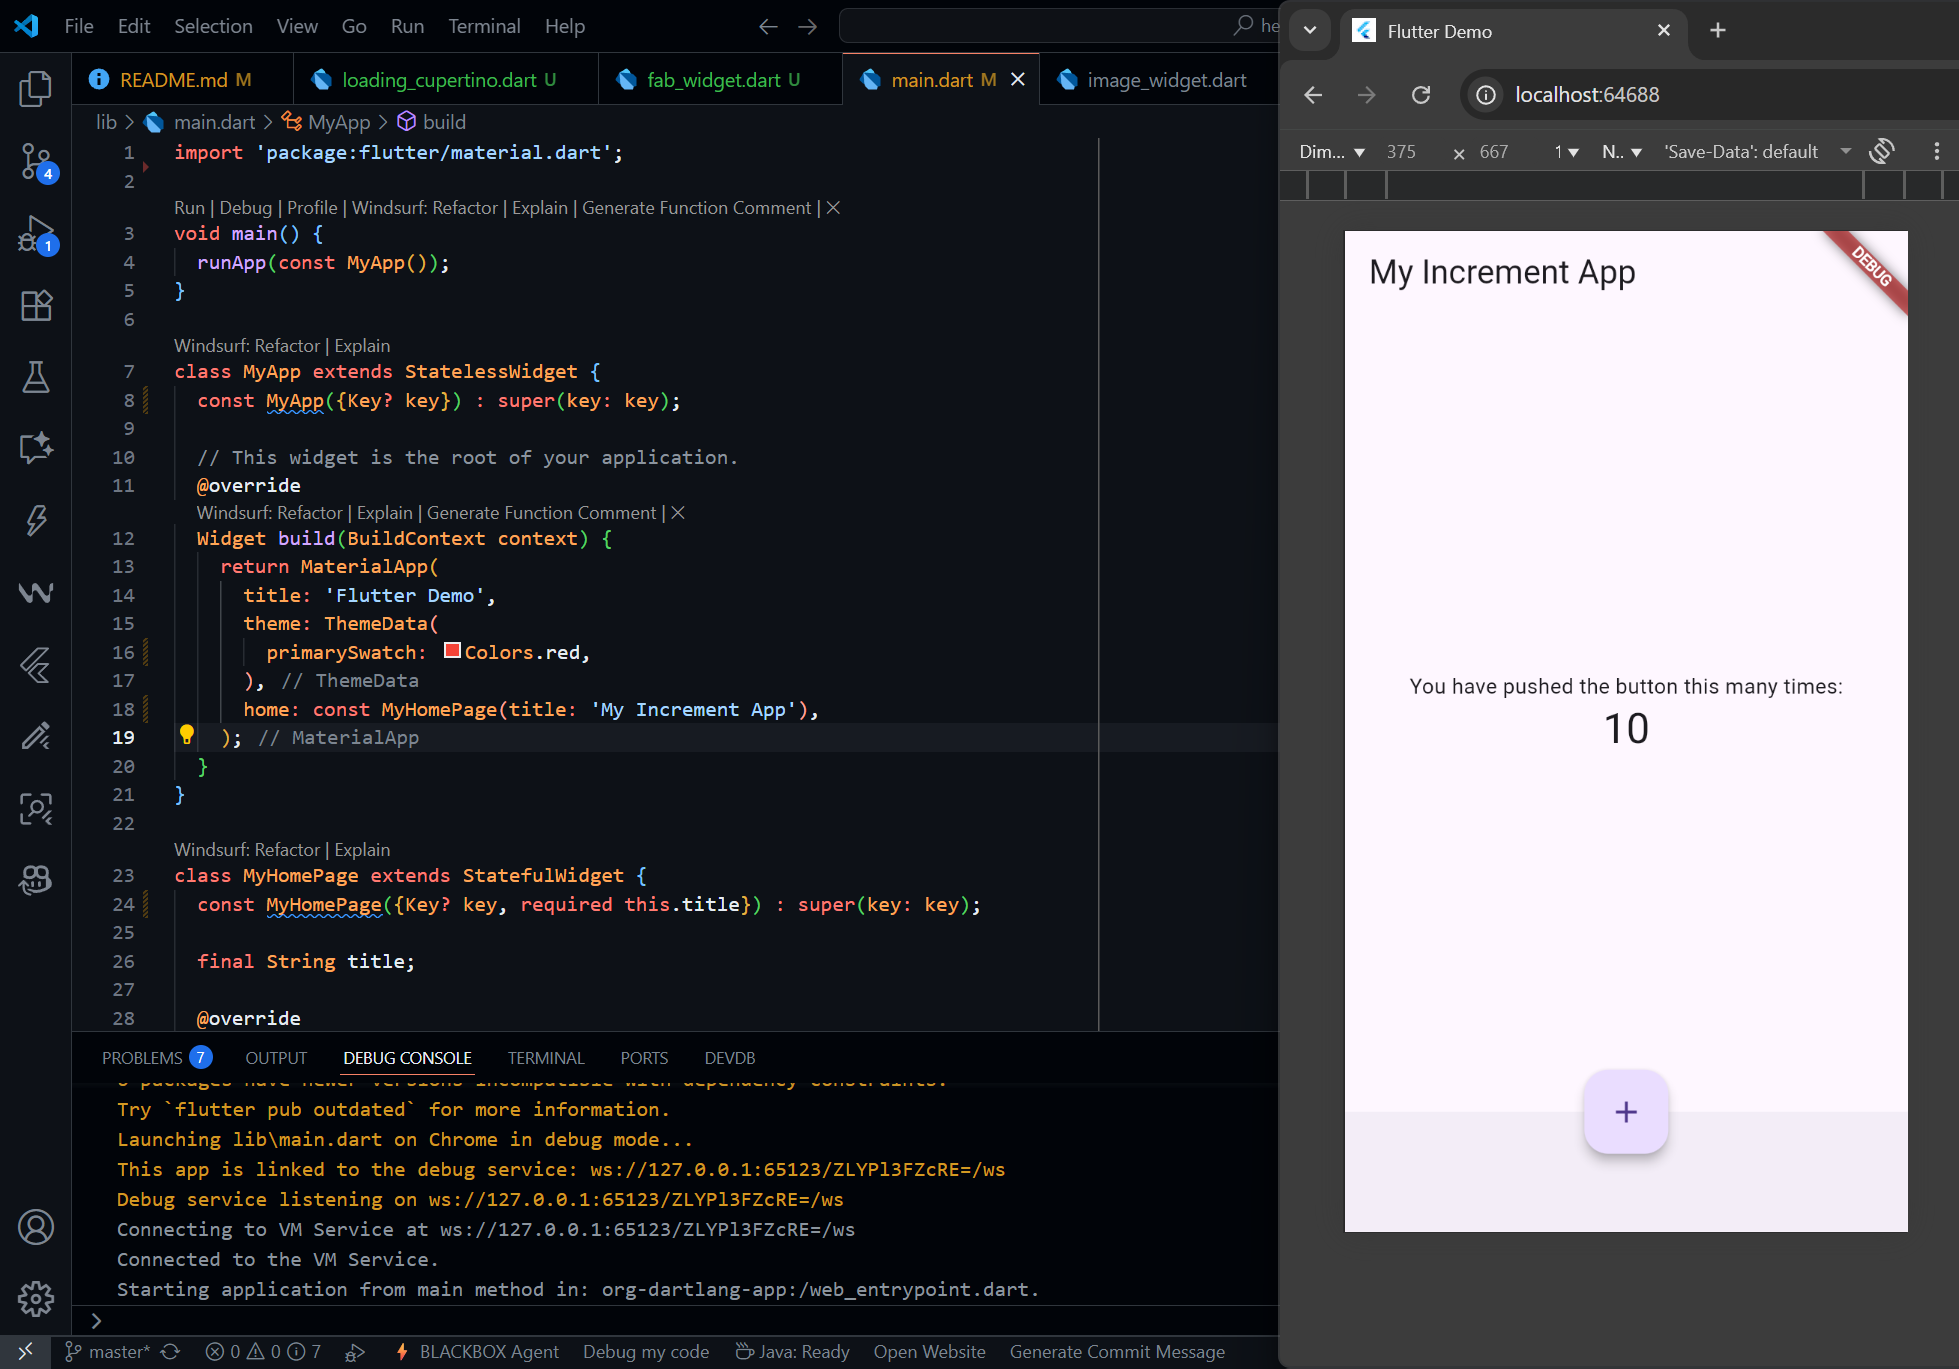 File Edit Selection View Go Run Terminal Help
he
README.md M
loading_cupertino.dart U
fab_widget.dart U
main.dart M
image_widget.dart
lib > main.dart > MyApp > build
1 import 'package:flutter/material.dart';
2
Run | Debug | Profile | Windsurf: Refactor | Explain | Generate Function Comment | ×
3 void main() {
4 runApp(const MyApp());
5 }
6
Windsurf: Refactor | Explain
7 class MyApp extends StatelessWidget {
8 const MyApp({Key? key}) : super(key: key);
9
10 // This widget is the root of your application.
11 @override
Windsurf: Refactor | Explain | Generate Function Comment | ×
12 Widget build(BuildContext context) {
13 return MaterialApp(
14 title: 'Flutter Demo',
15 theme: ThemeData(
16 primarySwatch: Colors.red,
17 ), // ThemeData
18 home: const MyHomePage(title: 'My Increment App'),
19 ); // MaterialApp
20 }
21 }
22
Windsurf: Refactor | Explain
23 class MyHomePage extends StatefulWidget {
24 const MyHomePage({Key? key, required this.title}) : super(key: key);
25
26 final String title;
27
28 @override
4
1
PROBLEMS 7 OUTPUT DEBUG CONSOLE TERMINAL PORTS DEVDB
packages have newer versions incompatible with dependency constraints.
Try `flutter pub outdated` for more information.
Launching lib\main.dart on Chrome in debug mode...
This app is linked to the debug service: ws://127.0.0.1:65123/ZLYPl3FZcRE=/ws
Debug service listening on ws://127.0.0.1:65123/ZLYPl3FZcRE=/ws
Connecting to VM Service at ws://127.0.0.1:65123/ZLYPl3FZcRE=/ws
Connected to the VM Service.
Starting application from main method in: org-dartlang-app:/web_entrypoint.dart.
>
master* 0 0 7 BLACKBOX Agent Debug my code Java: Ready Open Website Generate Commit Message
Flutter Demo
localhost:64688
Dim... ▼ 375 × 667 1 ▼ N.. ▼ 'Save-Data': default
My Increment App
DEBUG
You have pushed the button this many times:
10
+